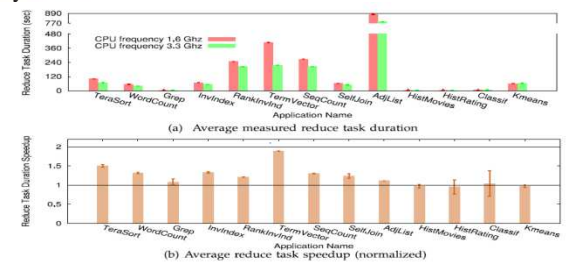 890
770
480
360
240
120
0
Reduce Task Duration (sec)
CPU frequency 1.6 Ghz
CPU frequency 3.3 Ghz
TeraSort WordCount Grep InvIndex RankInvInd TermVector SeqCount SelfJoin AdjList HistMovies HistRating Classif Kmeans
Application Name
(a) Average measured reduce task duration
2
1.5
1
0.5
0
Reduce Task Duration Speedup
TeraSort WordCount Grep InvIndex RankInvInd TermVector SeqCount SelfJoin AdjList HistMovies HistRating Classif Kmeans
Application Name
(b) Average reduce task speedup (normalized)